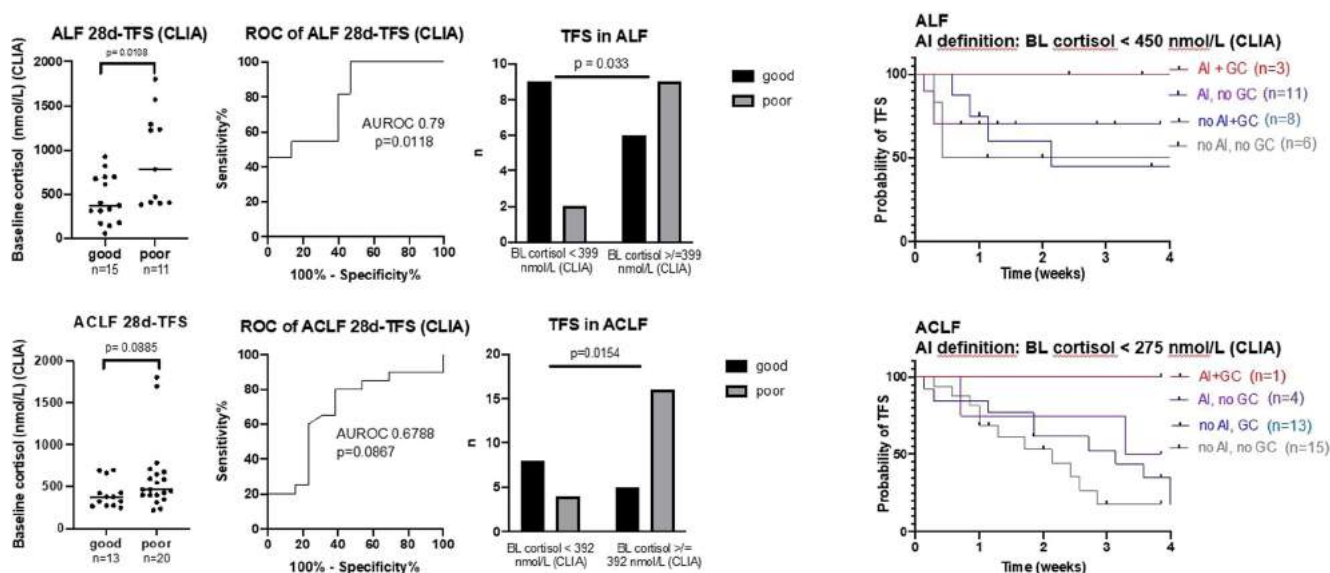 ALF 28d-TFS (CLIA)
p= 0.0108
Baseline cortisol (nmol/L) (CLIA)
2000
1500
1000
500
0
good
poor
n=15
n=11
ROC of ALF 28d-TFS (CLIA)
Sensitivity%
100
80
60
40
20
0
AUROC 0.79
p=0.0118
0 20 40 60 80 100
100% - Specificity%
TFS in ALF
p = 0.033
n
10
8
6
4
2
0
BL cortisol < 399
nmol/L (CLIA)
BL cortisol >/=399
nmol/L (CLIA)
good
poor
ALF
AI definition: BL cortisol < 450 nmol/L (CLIA)
Probability of TFS
100
50
0
0 1 2 3 4
Time (weeks)
AI + GC (n=3)
AI, no GC (n=11)
no AI+GC (n=8)
no AI, no GC (n=6)
ACLF 28d-TFS
p= 0.0885
Baseline cortisol (nmol/L) (CLIA)
2000
1500
1000
500
0
good
poor
n=13
n=20
ROC of ACLF 28d-TFS (CLIA)
Sensitivity%
100
80
60
40
20
0
AUROC 0.6788
p=0.0867
0 20 40 60 80 100
100% - Specificity%
TFS in ACLF
p=0.0154
n
20
15
10
5
0
BL cortisol < 392
nmol/L (CLIA)
BL cortisol >/=
392 nmol/L (CLIA)
good
poor
ACLF
AI definition: BL cortisol < 275 nmol/L (CLIA)
Probability of TFS
100
50
0
0 1 2 3 4
Time (weeks)
AI+GC (n=1)
AI, no GC (n=4)
no AI, GC (n=13)
no AI, no GC (n=15)